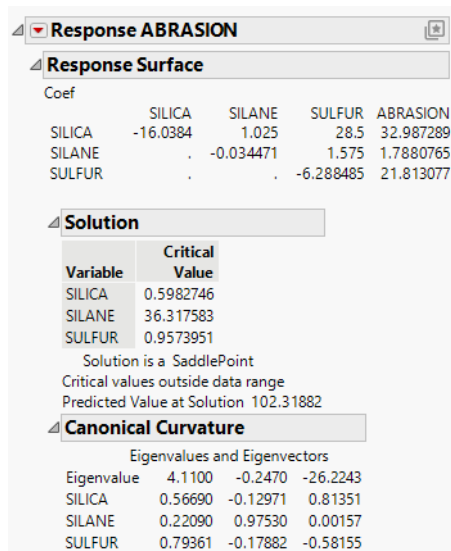 Response ABRASION
Response Surface
Coef
SILICA SILANE SULFUR ABRASION
SILICA -16.0384 1.025 28.5 32.987289
SILANE . -0.034471 1.575 1.7880765
SULFUR . . -6.288485 21.813077
Solution
Variable Critical Value
SILICA 0.5982746
SILANE 36.317583
SULFUR 0.9573951
Solution is a SaddlePoint
Critical values outside data range
Predicted Value at Solution 102.31882
Canonical Curvature
Eigenvalues and Eigenvectors
Eigenvalue 4.1100 -0.2470 -26.2243
SILICA 0.56690 -0.12971 0.81351
SILANE 0.22090 0.97530 0.00157
SULFUR 0.79361 -0.17882 -0.58155